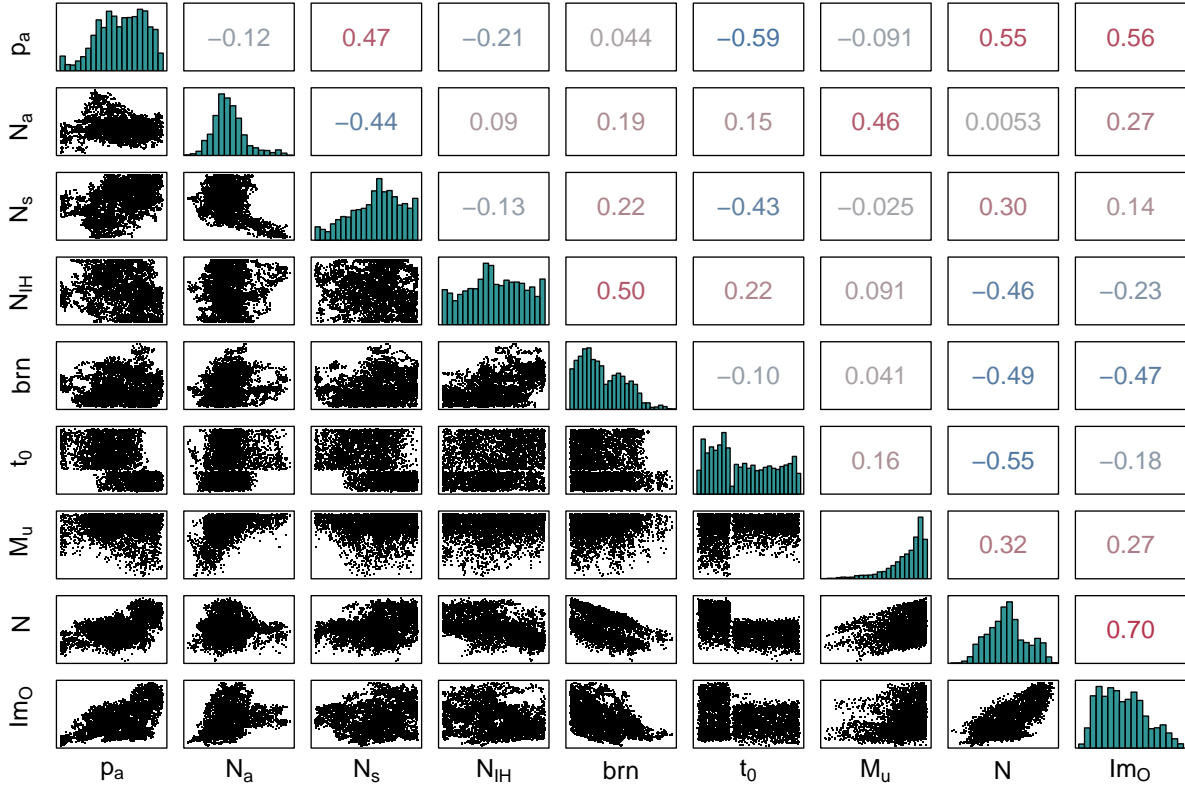 pₐ −0.12 0.47 −0.21 0.044 −0.59 −0.091 0.55 0.56
Nₐ −0.44 0.09 0.19 0.15 0.46 0.0053 0.27
Nₛ −0.13 0.22 −0.43 −0.025 0.30 0.14
N_IH 0.50 0.22 0.091 −0.46 −0.23
brn −0.10 0.041 −0.49 −0.47
t₀ 0.16 −0.55 −0.18
Mᵤ 0.32 0.27
N 0.70
Im_O
pₐ Nₐ Nₛ N_IH brn t₀ Mᵤ N Im_O